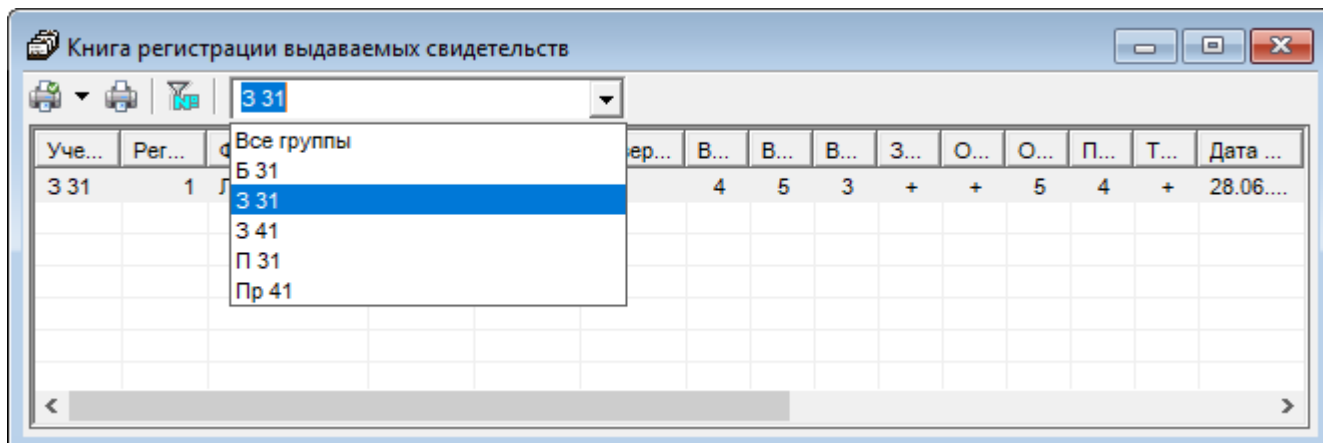 Книга регистрации выдаваемых свидетельств
№
З 31
Уче... Рег... вер... В... В... В... З... О... О... П... Т... Дата ...
З 31 1 4 5 3 + + 5 4 + 28.06....
Все группы
Б 31
З 31
З 41
П 31
Пр 41